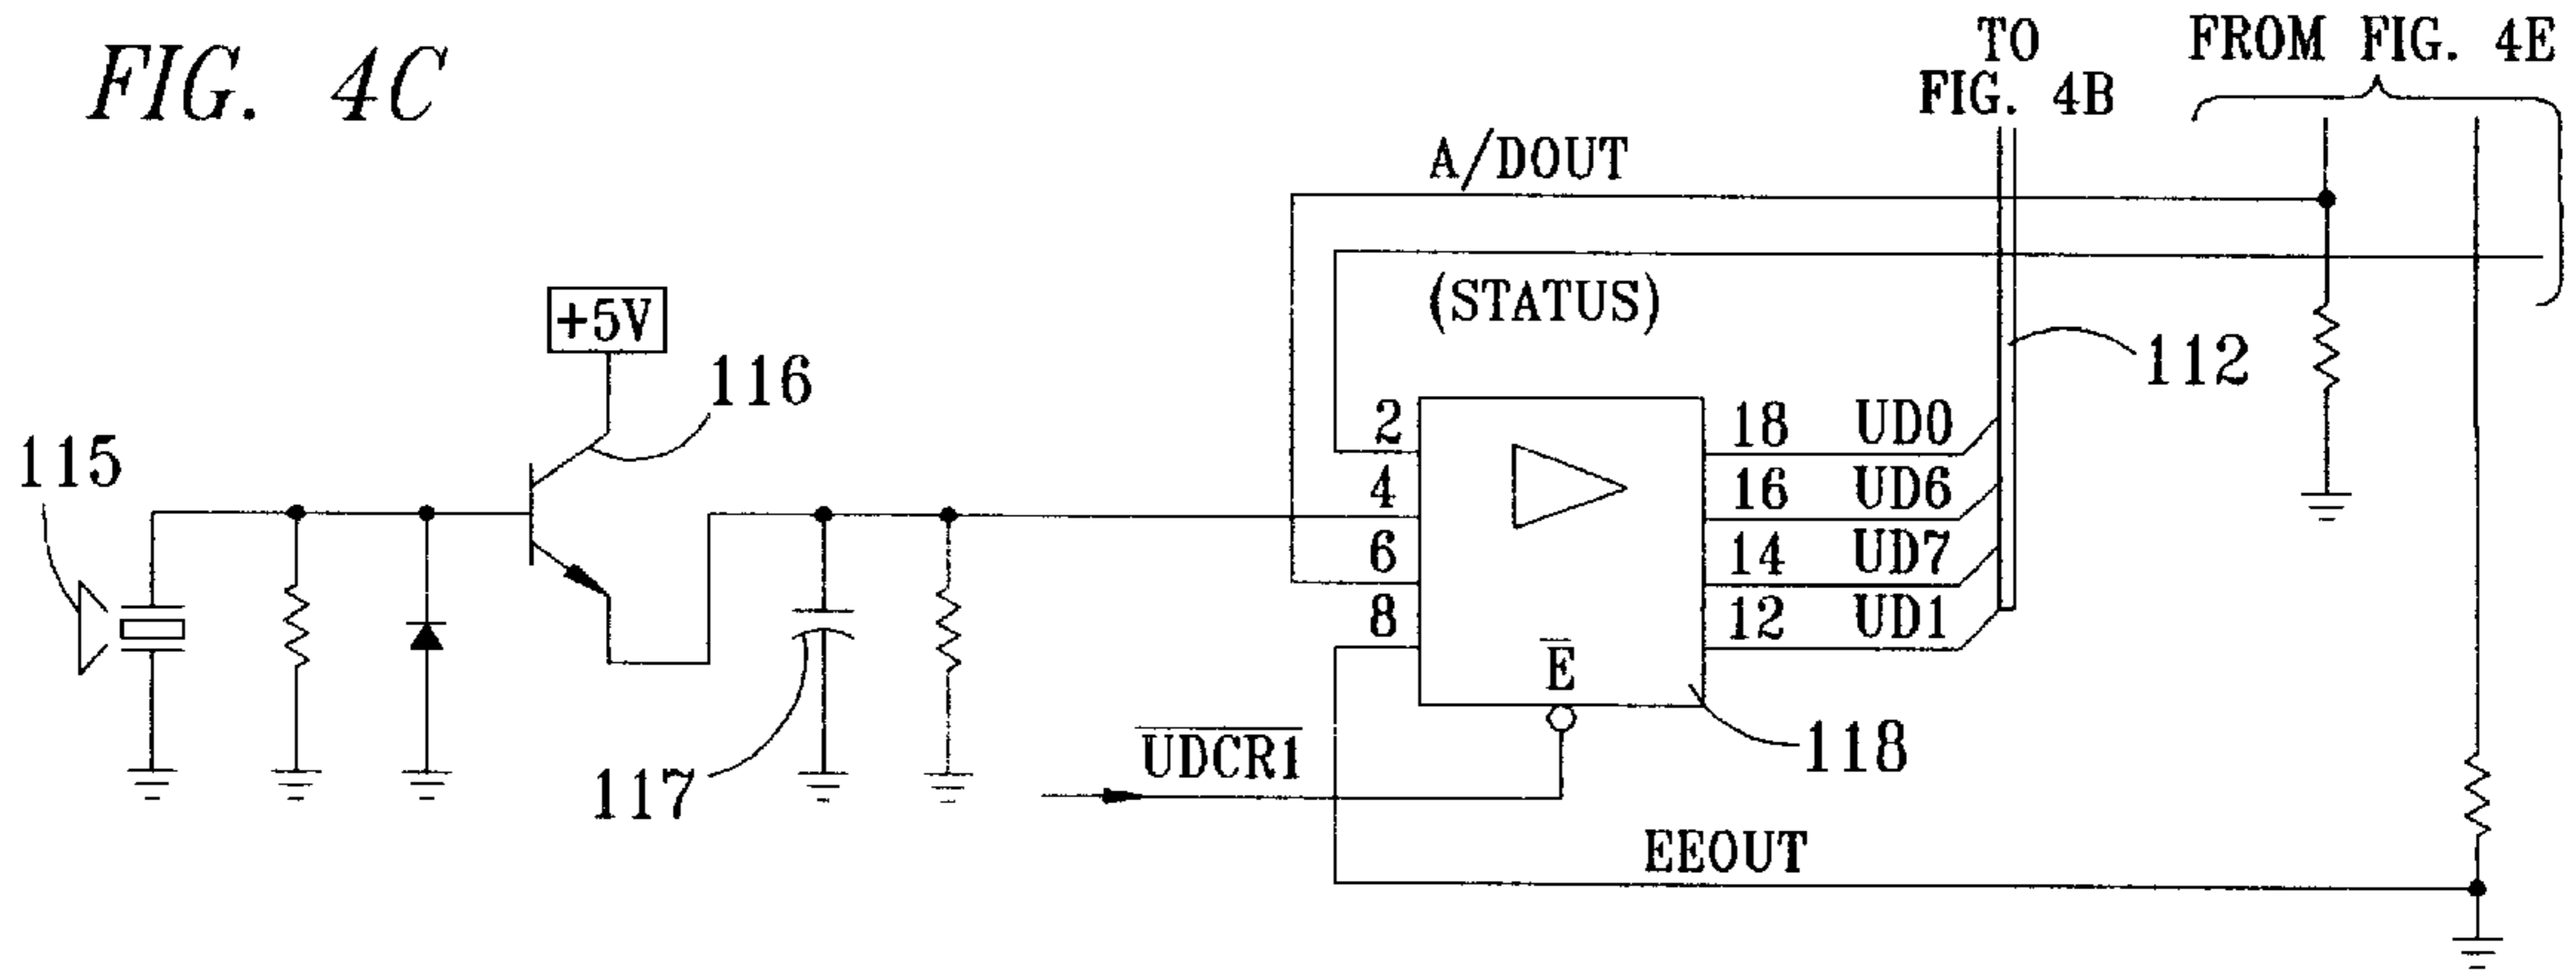 FIG. 4C
TO
FIG. 4B
FROM FIG. 4E
A/DOUT
(STATUS)
+5V
116
112
115
2
18 UD0
4
16 UD6
6
14 UD7
8
12 UD1
E̅
U̅D̅C̅R̅1̅
118
117
EEOUT